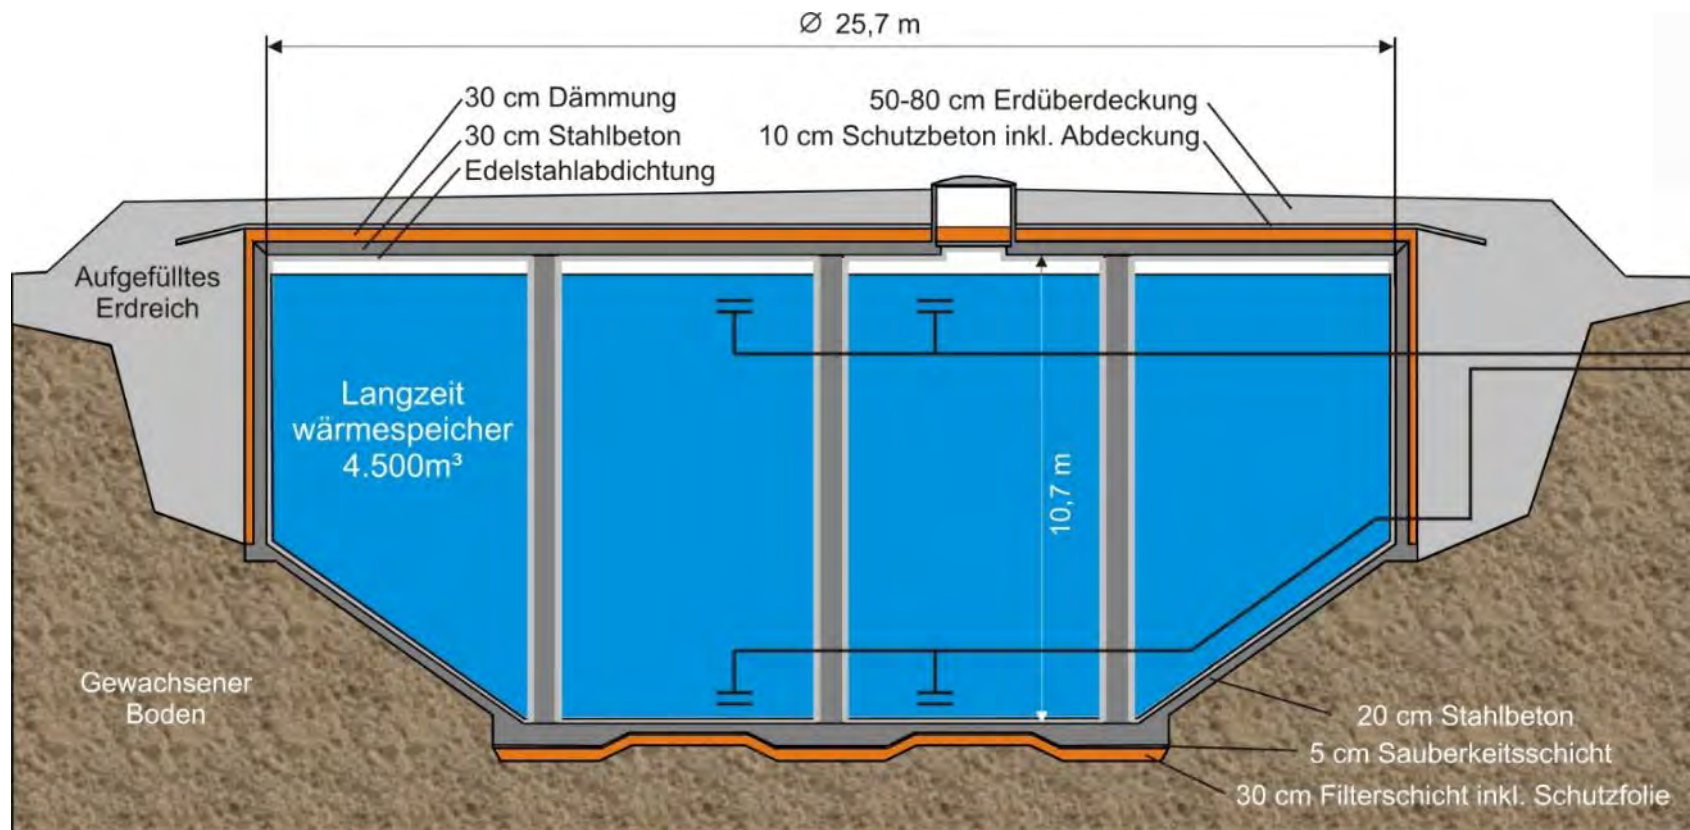 Ø 25,7 m
30 cm Dämmung
30 cm Stahlbeton
Edelstahlabdichtung
50-80 cm Erdüberdeckung
10 cm Schutzbeton inkl. Abdeckung
Aufgefülltes
Erdreich
Langzeit
wärmespeicher
4.500m³
10,7 m
Gewachsener
Boden
20 cm Stahlbeton
5 cm Sauberkeitsschicht
30 cm Filterschicht inkl. Schutzfolie